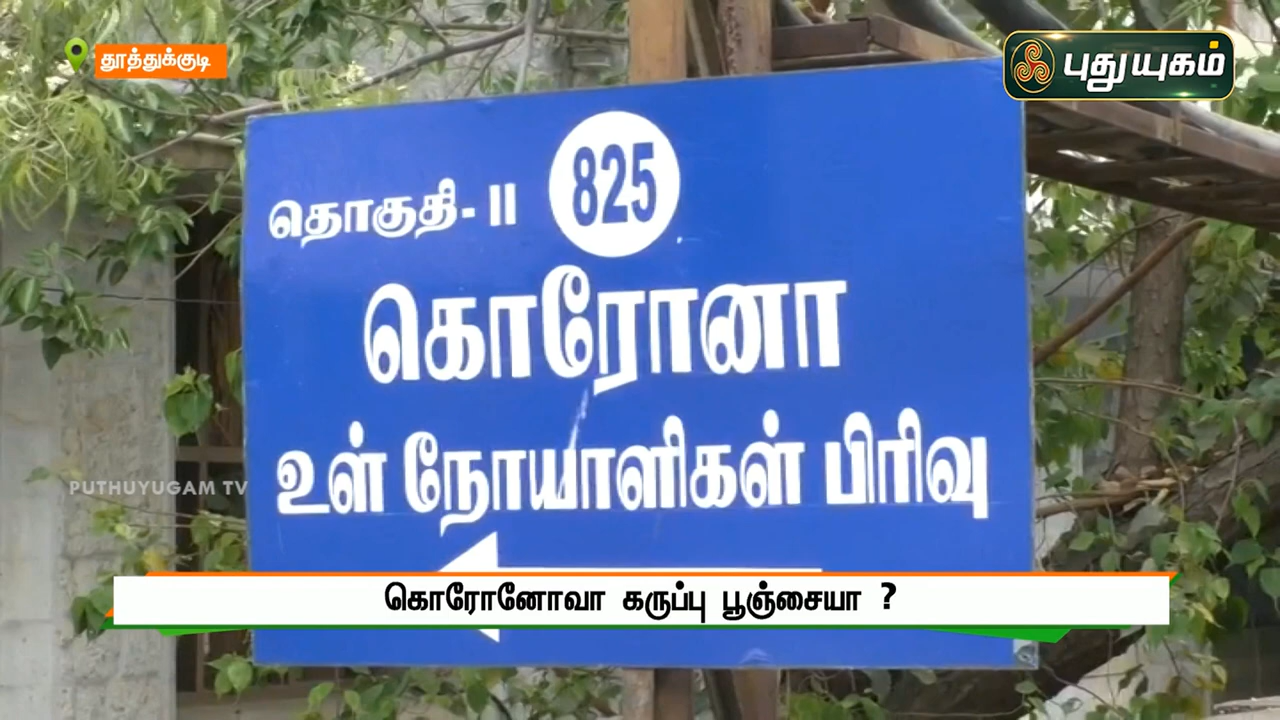 தூத்துக்குடி
புதுயுகம்
தொகுதி- II 825
கொரோனா
உள் நோயாளிகள் பிரிவு
PUTHUYUGAM TV
கொரோனோவா கருப்பு பூஞ்சையா ?